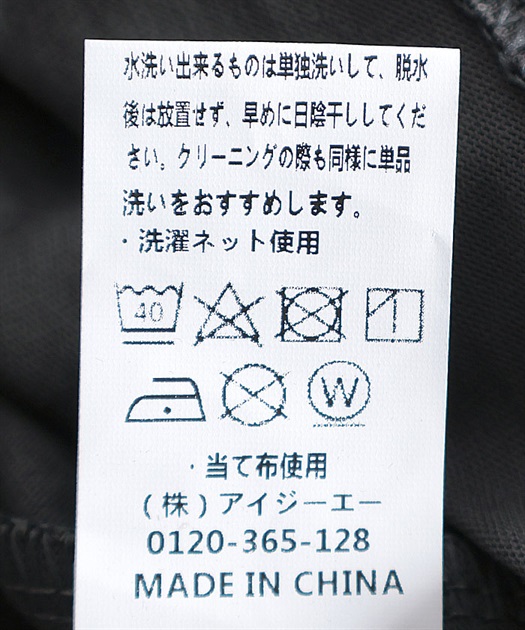 水洗い出来るものは単独洗いして、脱水
後は放置せず、早めに日陰干ししてくだ
さい。クリーニングの際も同様に単品
洗いをおすすめします。
・洗濯ネット使用
40
W
・当て布使用
(株)アイジーエー
0120-365-128
MADE IN CHINA